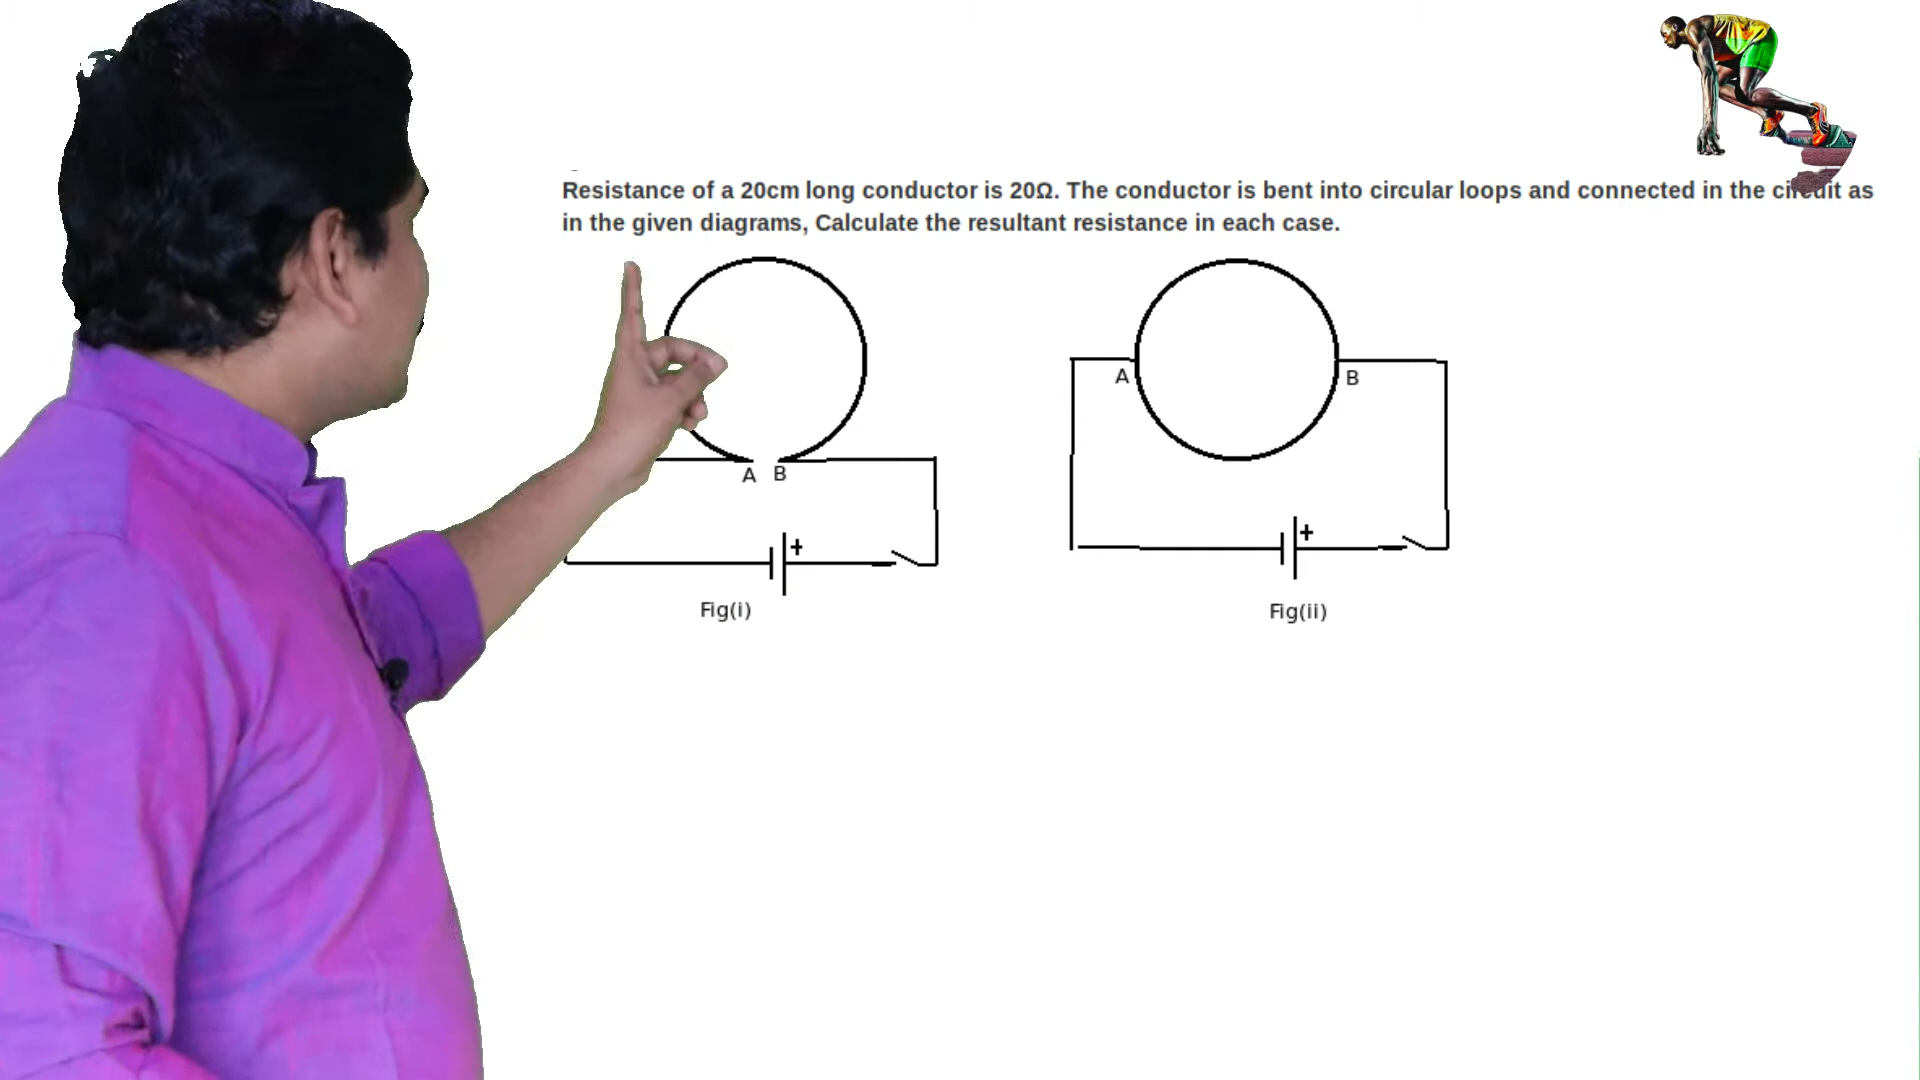 Resistance of a 20cm long conductor is 20Ω. The conductor is bent into circular loops and connected in the circuit as
in the given diagrams, Calculate the resultant resistance in each case.
A B
A
B
+
+
Fig(i)
Fig(ii)